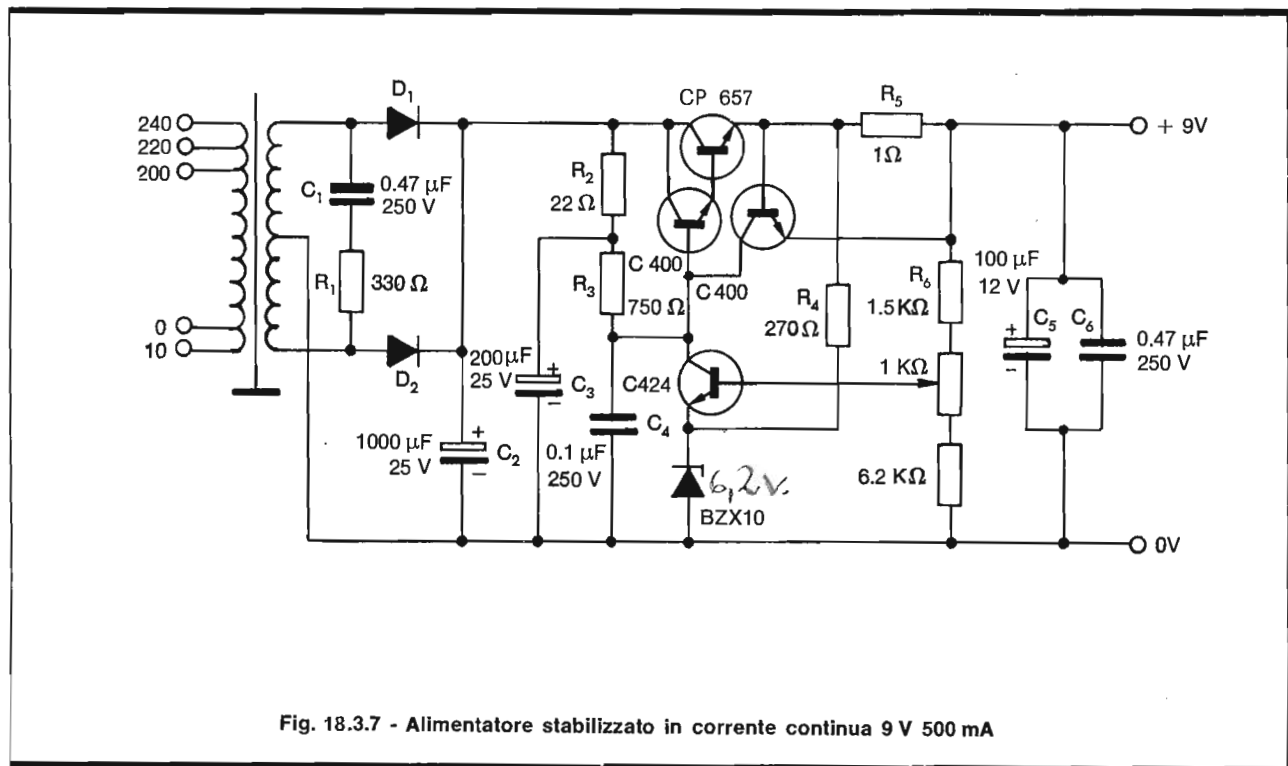 D1
CP 657
R5
1Ω
+ 9V
240
220
200
C1
0.47 µF
250 V
R2
22 Ω
R1
330 Ω
C 400
C 400
R3
750 Ω
R4
270 Ω
R6
1.5 KΩ
100 µF
12 V
+
C5
-
C6
0.47 µF
250 V
0
10
D2
200 µF
25 V
+
-
C3
C424
1 KΩ
1000 µF
25 V
+
-
C2
C4
0.1 µF
250 V
6,2 V.
BZX10
6.2 KΩ
0V
Fig. 18.3.7 - Alimentatore stabilizzato in corrente continua 9 V 500 mA